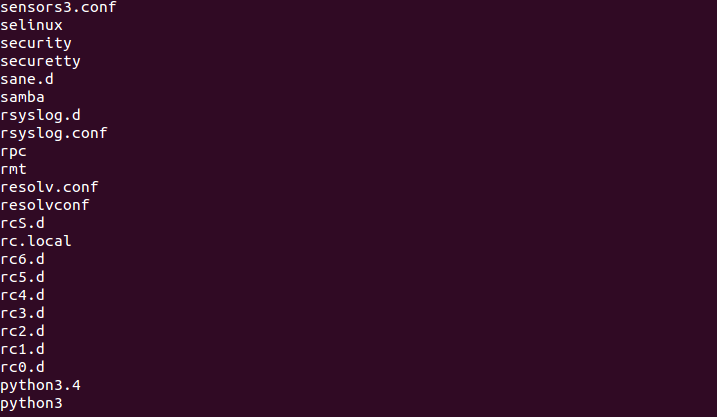 sensors3.conf
selinux
security
securetty
sane.d
samba
rsyslog.d
rsyslog.conf
rpc
rmt
resolv.conf
resolvconf
rcS.d
rc.local
rc6.d
rc5.d
rc4.d
rc3.d
rc2.d
rc1.d
rc0.d
python3.4
python3